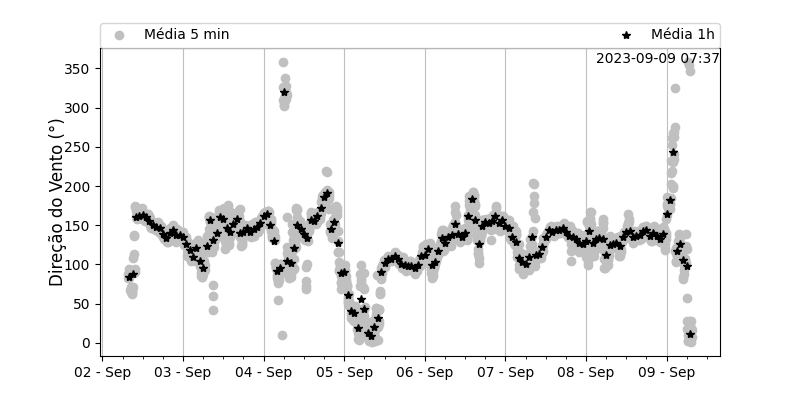 Média 5 min
Média 1h
2023-09-09 07:37
Direção do Vento (°)
350
300
250
200
150
100
50
0
02 - Sep
03 - Sep
04 - Sep
05 - Sep
06 - Sep
07 - Sep
08 - Sep
09 - Sep